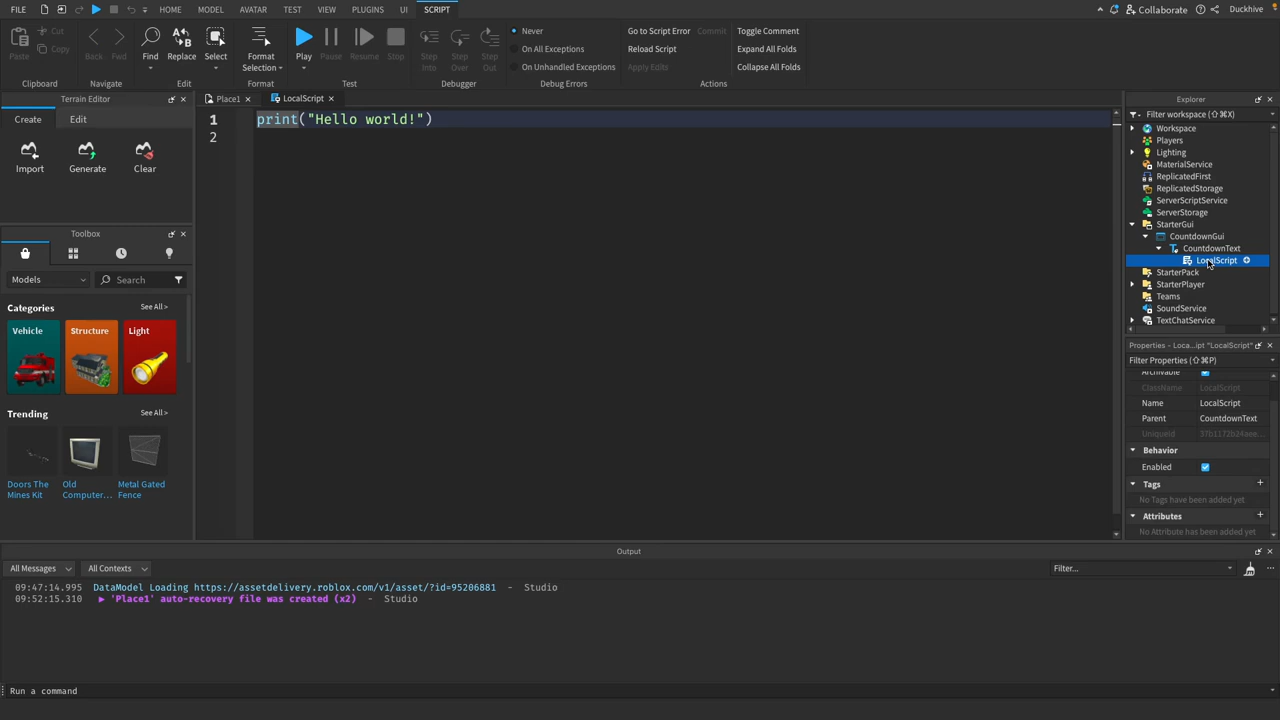 FILE
HOME MODEL AVATAR TEST VIEW PLUGINS UI SCRIPT
Collaborate Duckhive
Paste Cut Copy
Clipboard
Back Fwd
Navigate
Find Replace Select
Edit
Format Selection
Format
Play Pause Resume Stop
Test
Step Into Step Over Step Out
Debugger
Never
On All Exceptions
On Unhandled Exceptions
Debug Errors
Go to Script Error Commit
Reload Script
Apply Edits
Toggle Comment
Expand All Folds
Collapse All Folds
Actions
Terrain Editor
Create Edit
Import Generate Clear
Toolbox
Models Search
Categories See All >
Vehicle Structure Light
Trending See All >
Doors The Mines Kit
Old Computer...
Metal Gated Fence
Place1 × LocalScript ×
1 print("Hello world!")
2
Explorer
Filter workspace (⇧⌘X)
Workspace
Players
Lighting
MaterialService
ReplicatedFirst
ReplicatedStorage
ServerScriptService
ServerStorage
StarterGui
CountdownGui
CountdownText
LocalScript
StarterPack
StarterPlayer
Teams
SoundService
TextChatService
Properties - Loca...ipt "LocalScript"
Filter Properties (⇧⌘P)
Archivable
ClassName LocalScript
Name LocalScript
Parent CountdownText
UniqueId 37b1172b24aee...
Behavior
Enabled
Tags
No Tags have been added yet
Attributes
No Attribute has been added yet
Output
All Messages All Contexts Filter...
09:47:14.995 DataModel Loading https://assetdelivery.roblox.com/v1/asset/?id=95206881 - Studio
09:52:15.310 ▶ 'Place1' auto-recovery file was created (x2) - Studio
Run a command